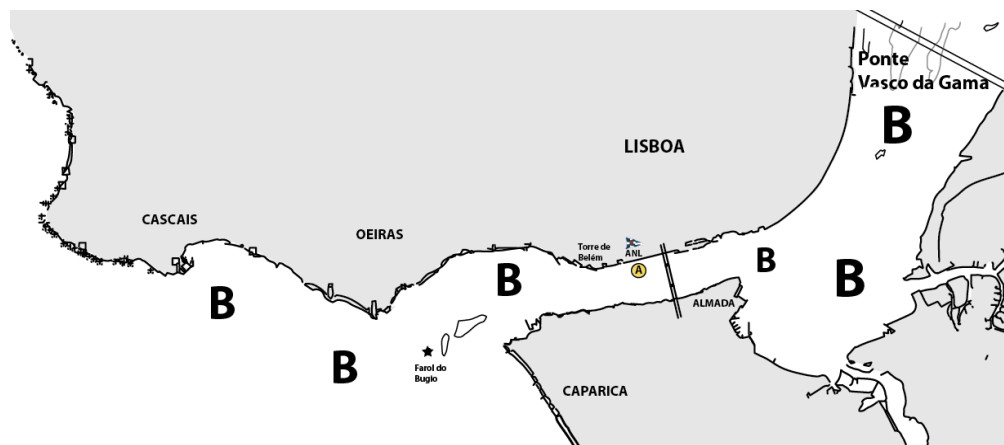 Ponte
Vasco da Gama
B
LISBOA
CASCAIS
OEIRAS
Torre de
Belém
ANL
A
B
B
B
B
ALMADA
B
Farol do
Bugio
CAPARICA